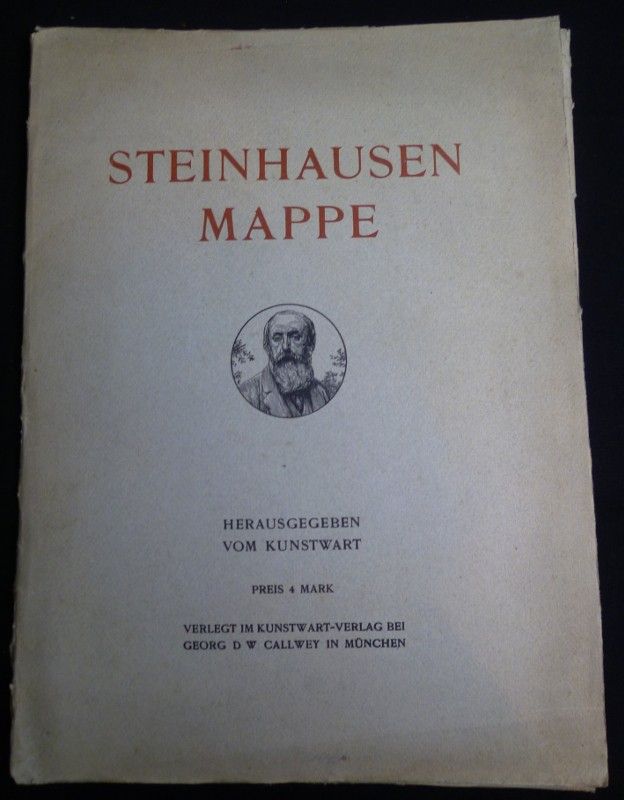 STEINHAUSEN
MAPPE
HERAUSGEGEBEN
VOM KUNSTWART
PREIS 4 MARK
VERLEGT IM KUNSTWART-VERLAG BEI
GEORG D W CALLWEY IN MÜNCHEN